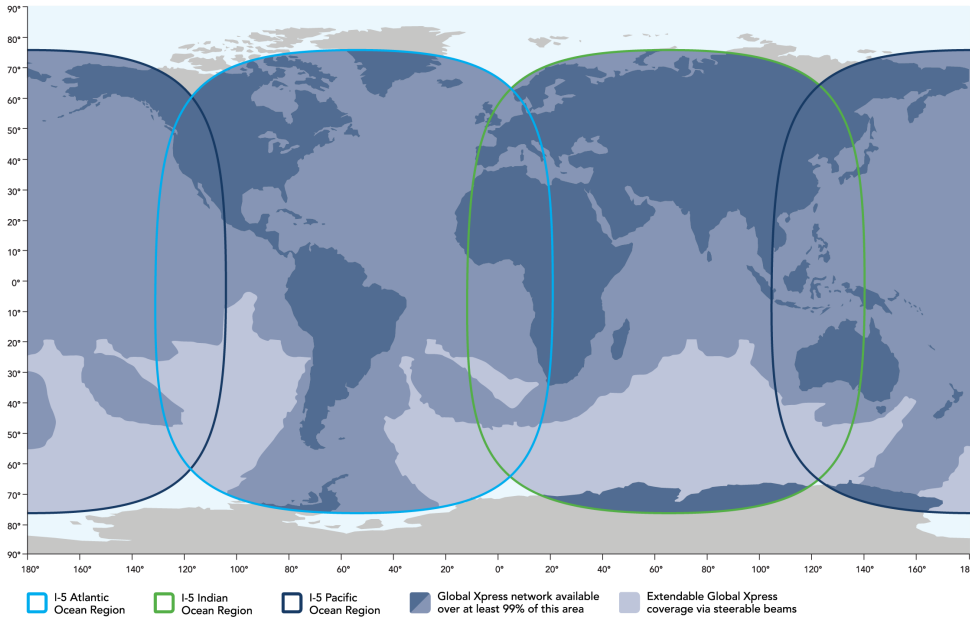 90°
80°
70°
60°
50°
40°
30°
20°
10°
0°
10°
20°
30°
40°
50°
60°
70°
80°
90°
180° 160° 140° 120° 100° 80° 60° 40° 20° 0° 20° 40° 60° 80° 100° 120° 140° 160° 180
I-5 Atlantic
Ocean Region
I-5 Indian
Ocean Region
I-5 Pacific
Ocean Region
Global Xpress network available
over at least 99% of this area
Extendable Global Xpress
coverage via steerable beams